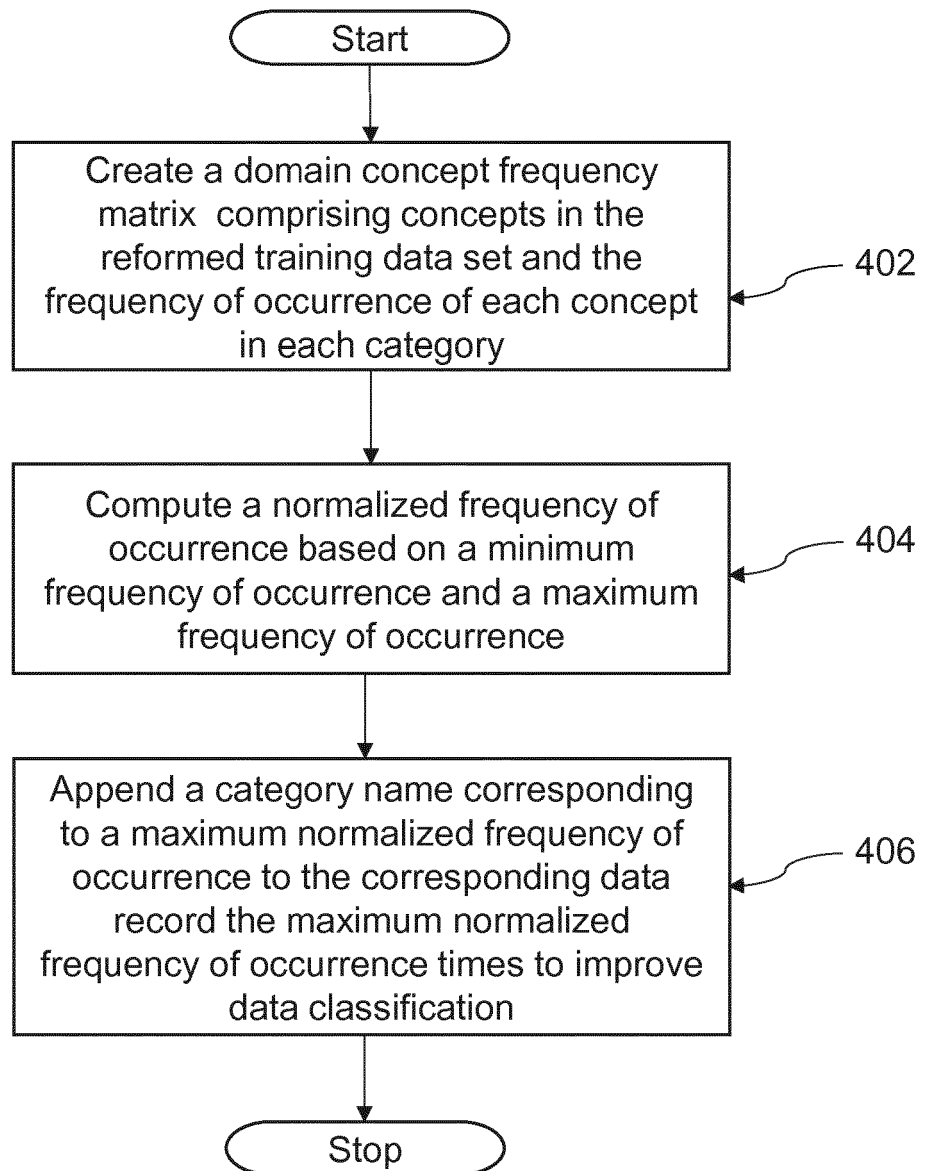 Start
Create a domain concept frequency
matrix comprising concepts in the
reformed training data set and the
frequency of occurrence of each concept
in each category
402
Compute a normalized frequency of
occurrence based on a minimum
frequency of occurrence and a maximum
frequency of occurrence
404
Append a category name corresponding
to a maximum normalized frequency of
occurrence to the corresponding data
record the maximum normalized
frequency of occurrence times to improve
data classification
406
Stop